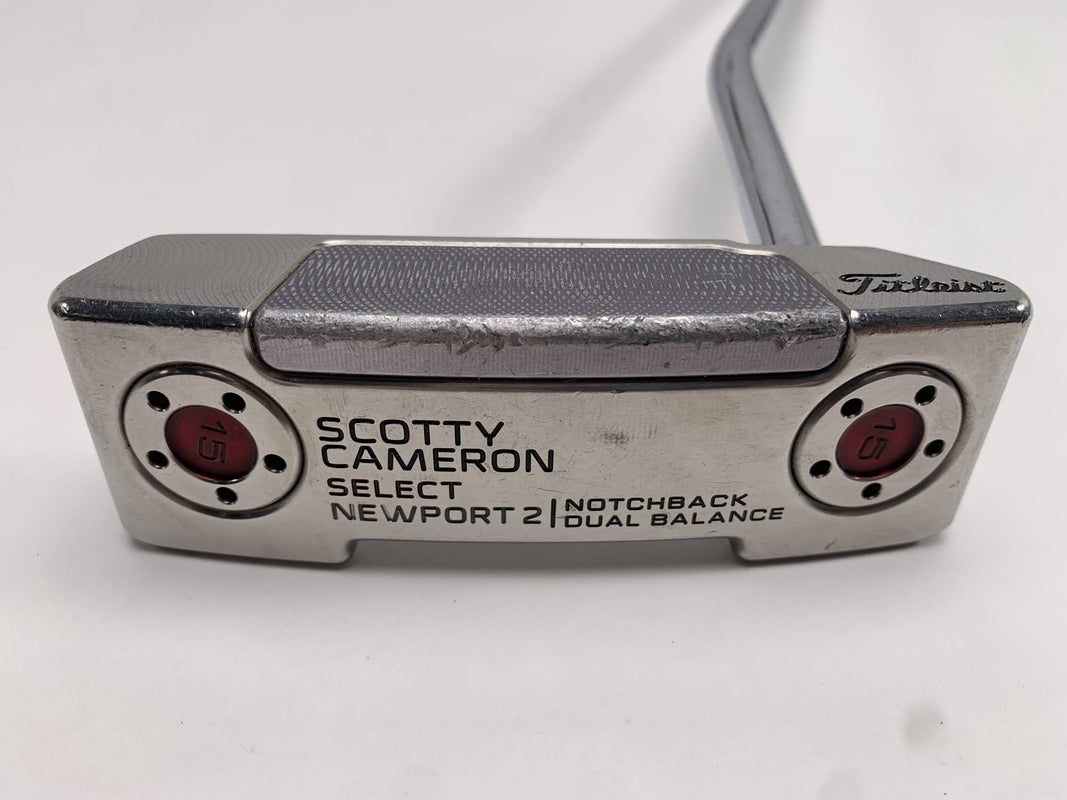 Titleist
15
15
SCOTTY
CAMERON
SELECT
NEWPORT 2 | NOTCHBACK
DUAL BALANCE